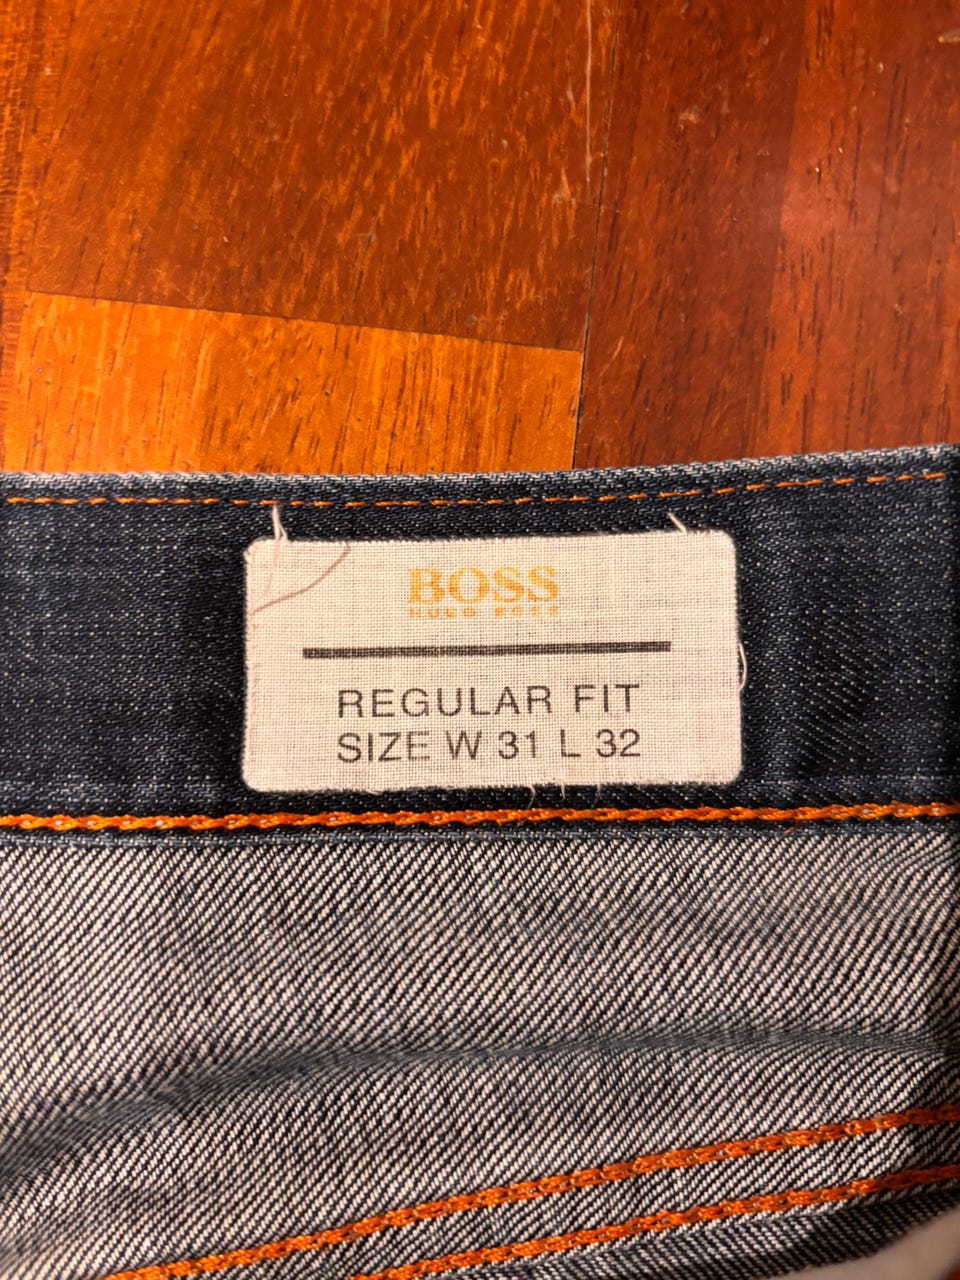 BOSS
HUGO BOSS
REGULAR FIT
SIZE W 31 L 32